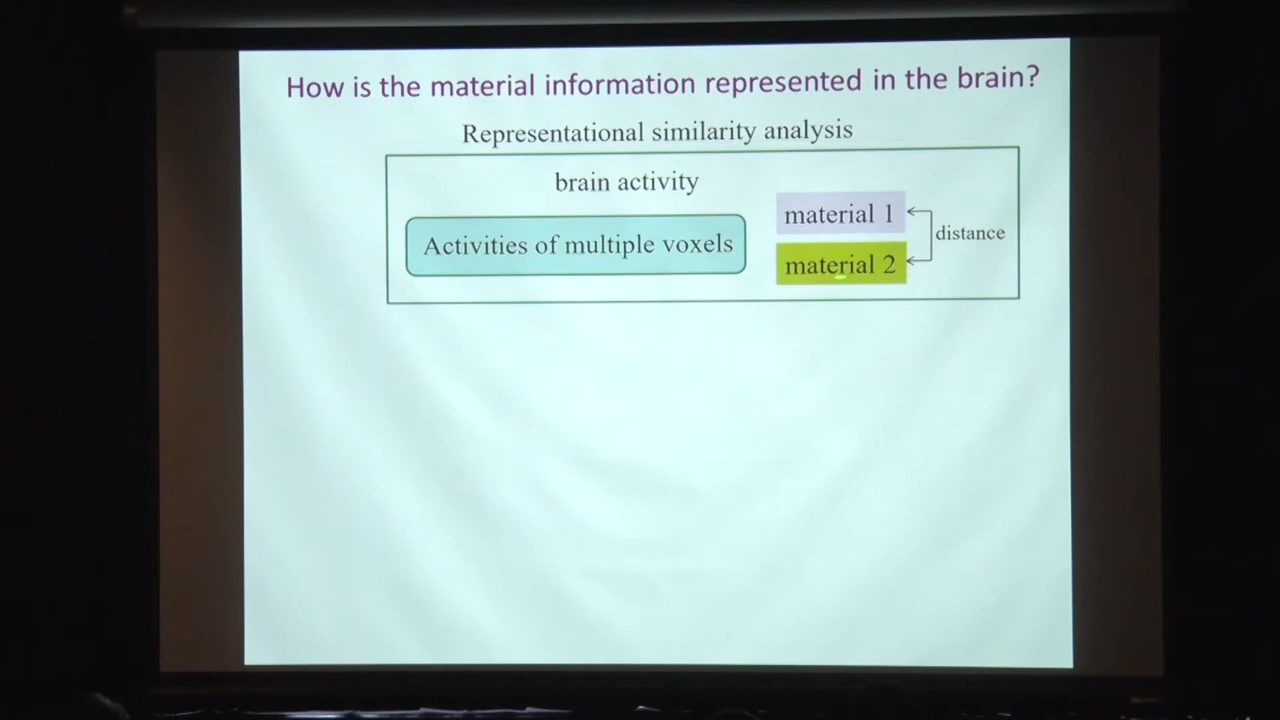 How is the material information represented in the brain?
Representational similarity analysis
brain activity
Activities of multiple voxels
material 1
material 2
distance